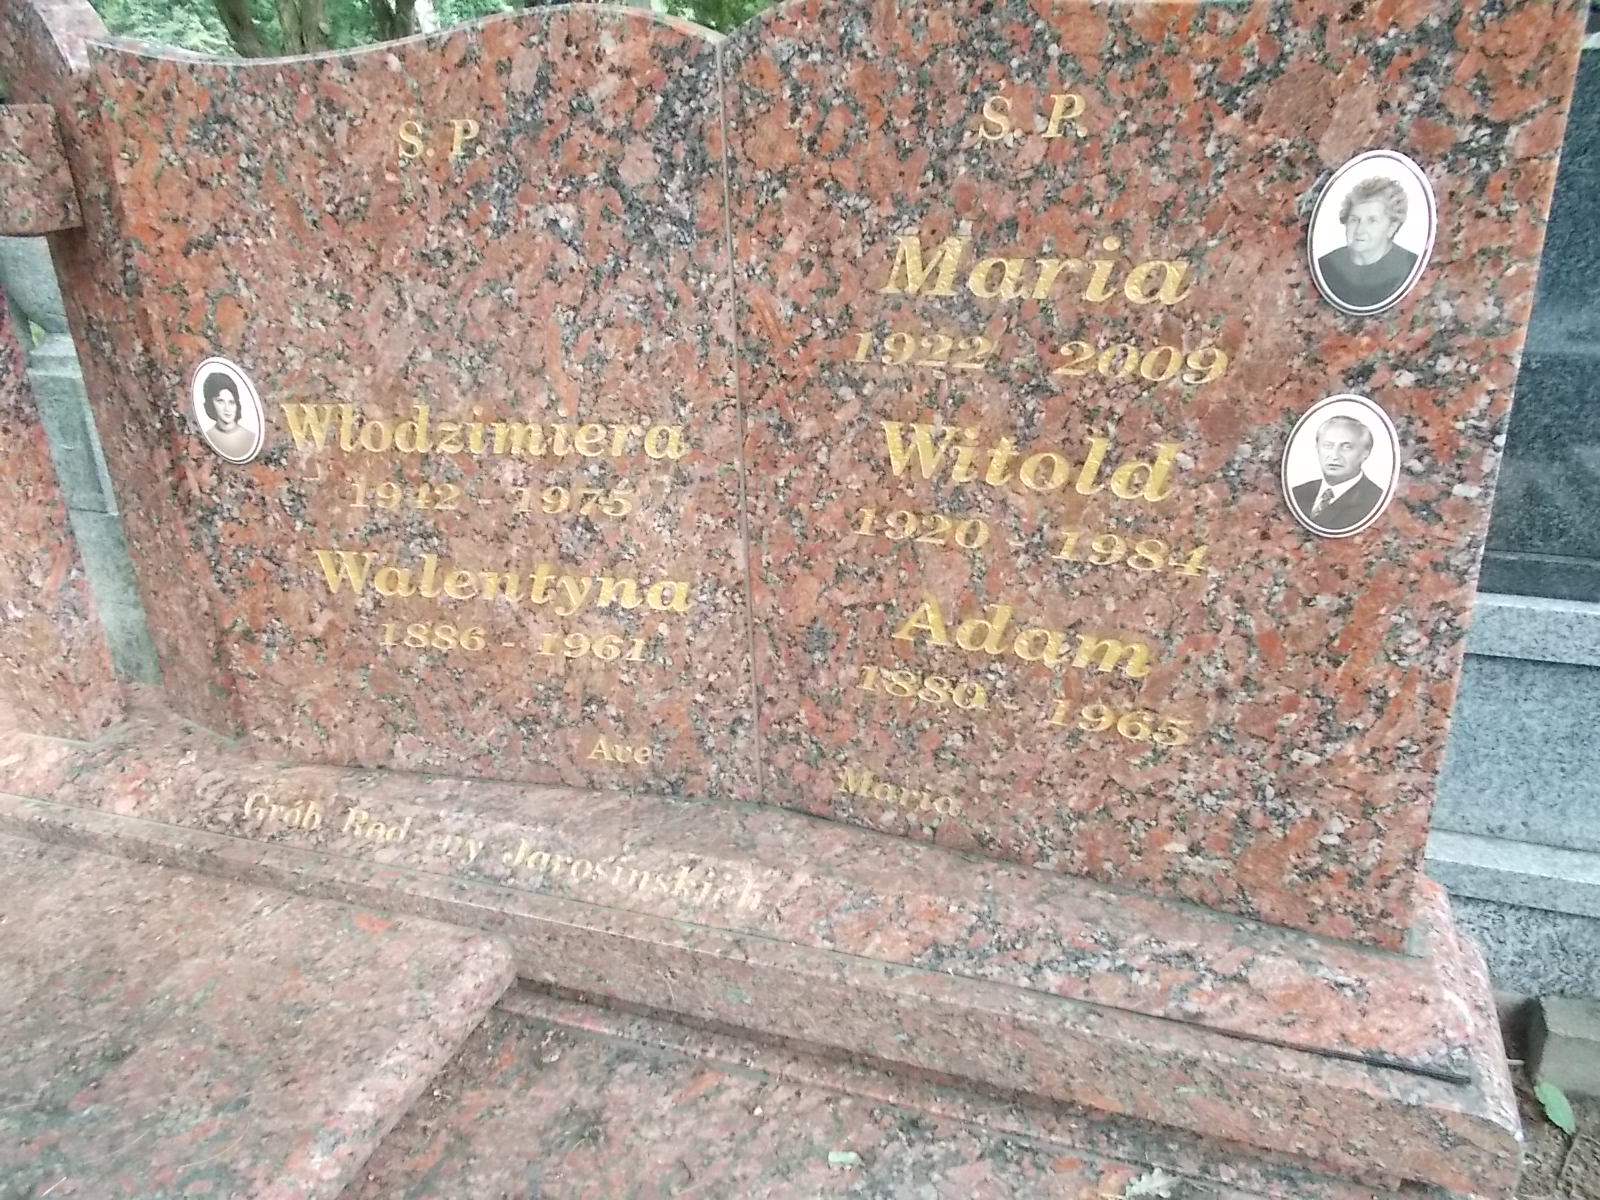 S. P.
Włodzimiera
1942 - 1975
Walentyna
1886 - 1961
Ave
S. P.
Maria
1922 - 2009
Witold
1920 - 1984
Adam
1880 - 1965
Maria
Grób Rodziny Jarosińskich